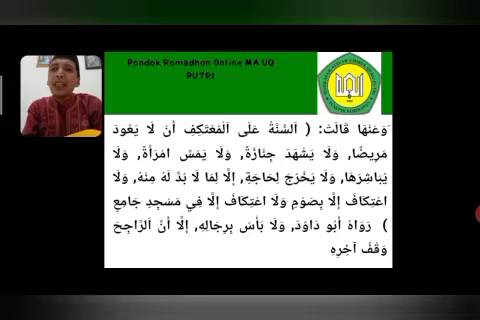 Pondok Romadhon Online MA UQ
PUTRI
وَعَنْهَا قَالَتْ: ( اَلسُّنَّةُ عَلَى اَلْمُعْتَكِفِ أَنْ لَا يَعُودَ
مَرِيضًا, وَلَا يَشْهَدَ جِنَازَةً, وَلَا يَمَسَّ امْرَأَةً, وَلَا
يُبَاشِرَهَا, وَلَا يَخْرُجَ لِحَاجَةٍ, إِلَّا لِمَا لَا بُدَّ لَهُ مِنْهُ, وَلَا
اعْتِكَافَ إِلَّا بِصَوْمٍ وَلَا اعْتِكَافَ إِلَّا فِي مَسْجِدٍ جَامِعٍ
) رَوَاهُ أَبُو دَاوُدَ, وَلَا بَأْسَ بِرِجَالِهِ, إِلَّا أَنَّ اَلرَّاجِحَ
وَقْفُ آخِرِهِ